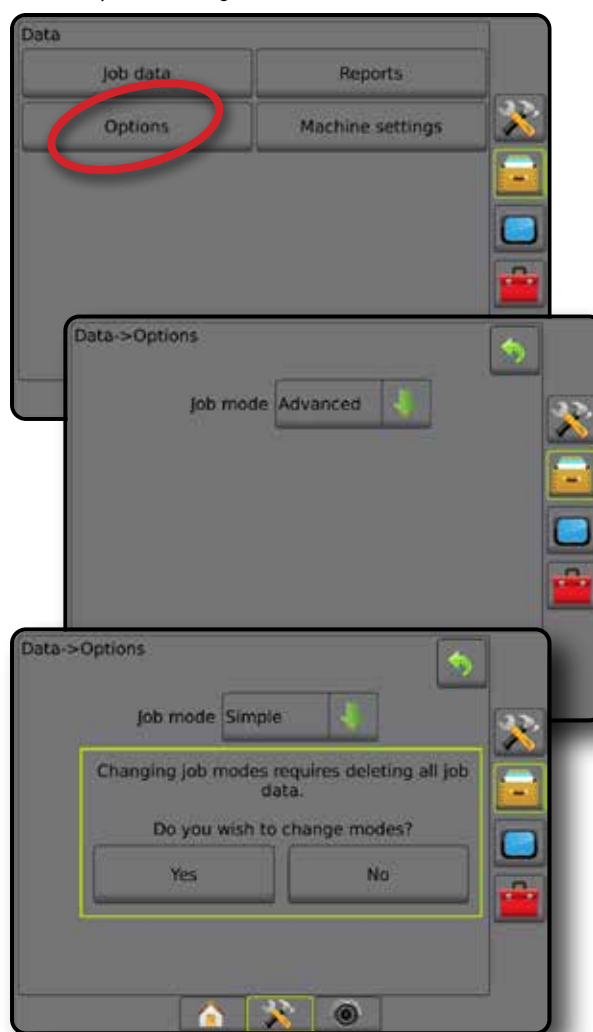 Data
Job data
Reports
Options
Machine settings
Data->Options
Job mode Advanced
Data->Options
Job mode Simple
Changing job modes requires deleting all job
data.
Do you wish to change modes?
Yes
No